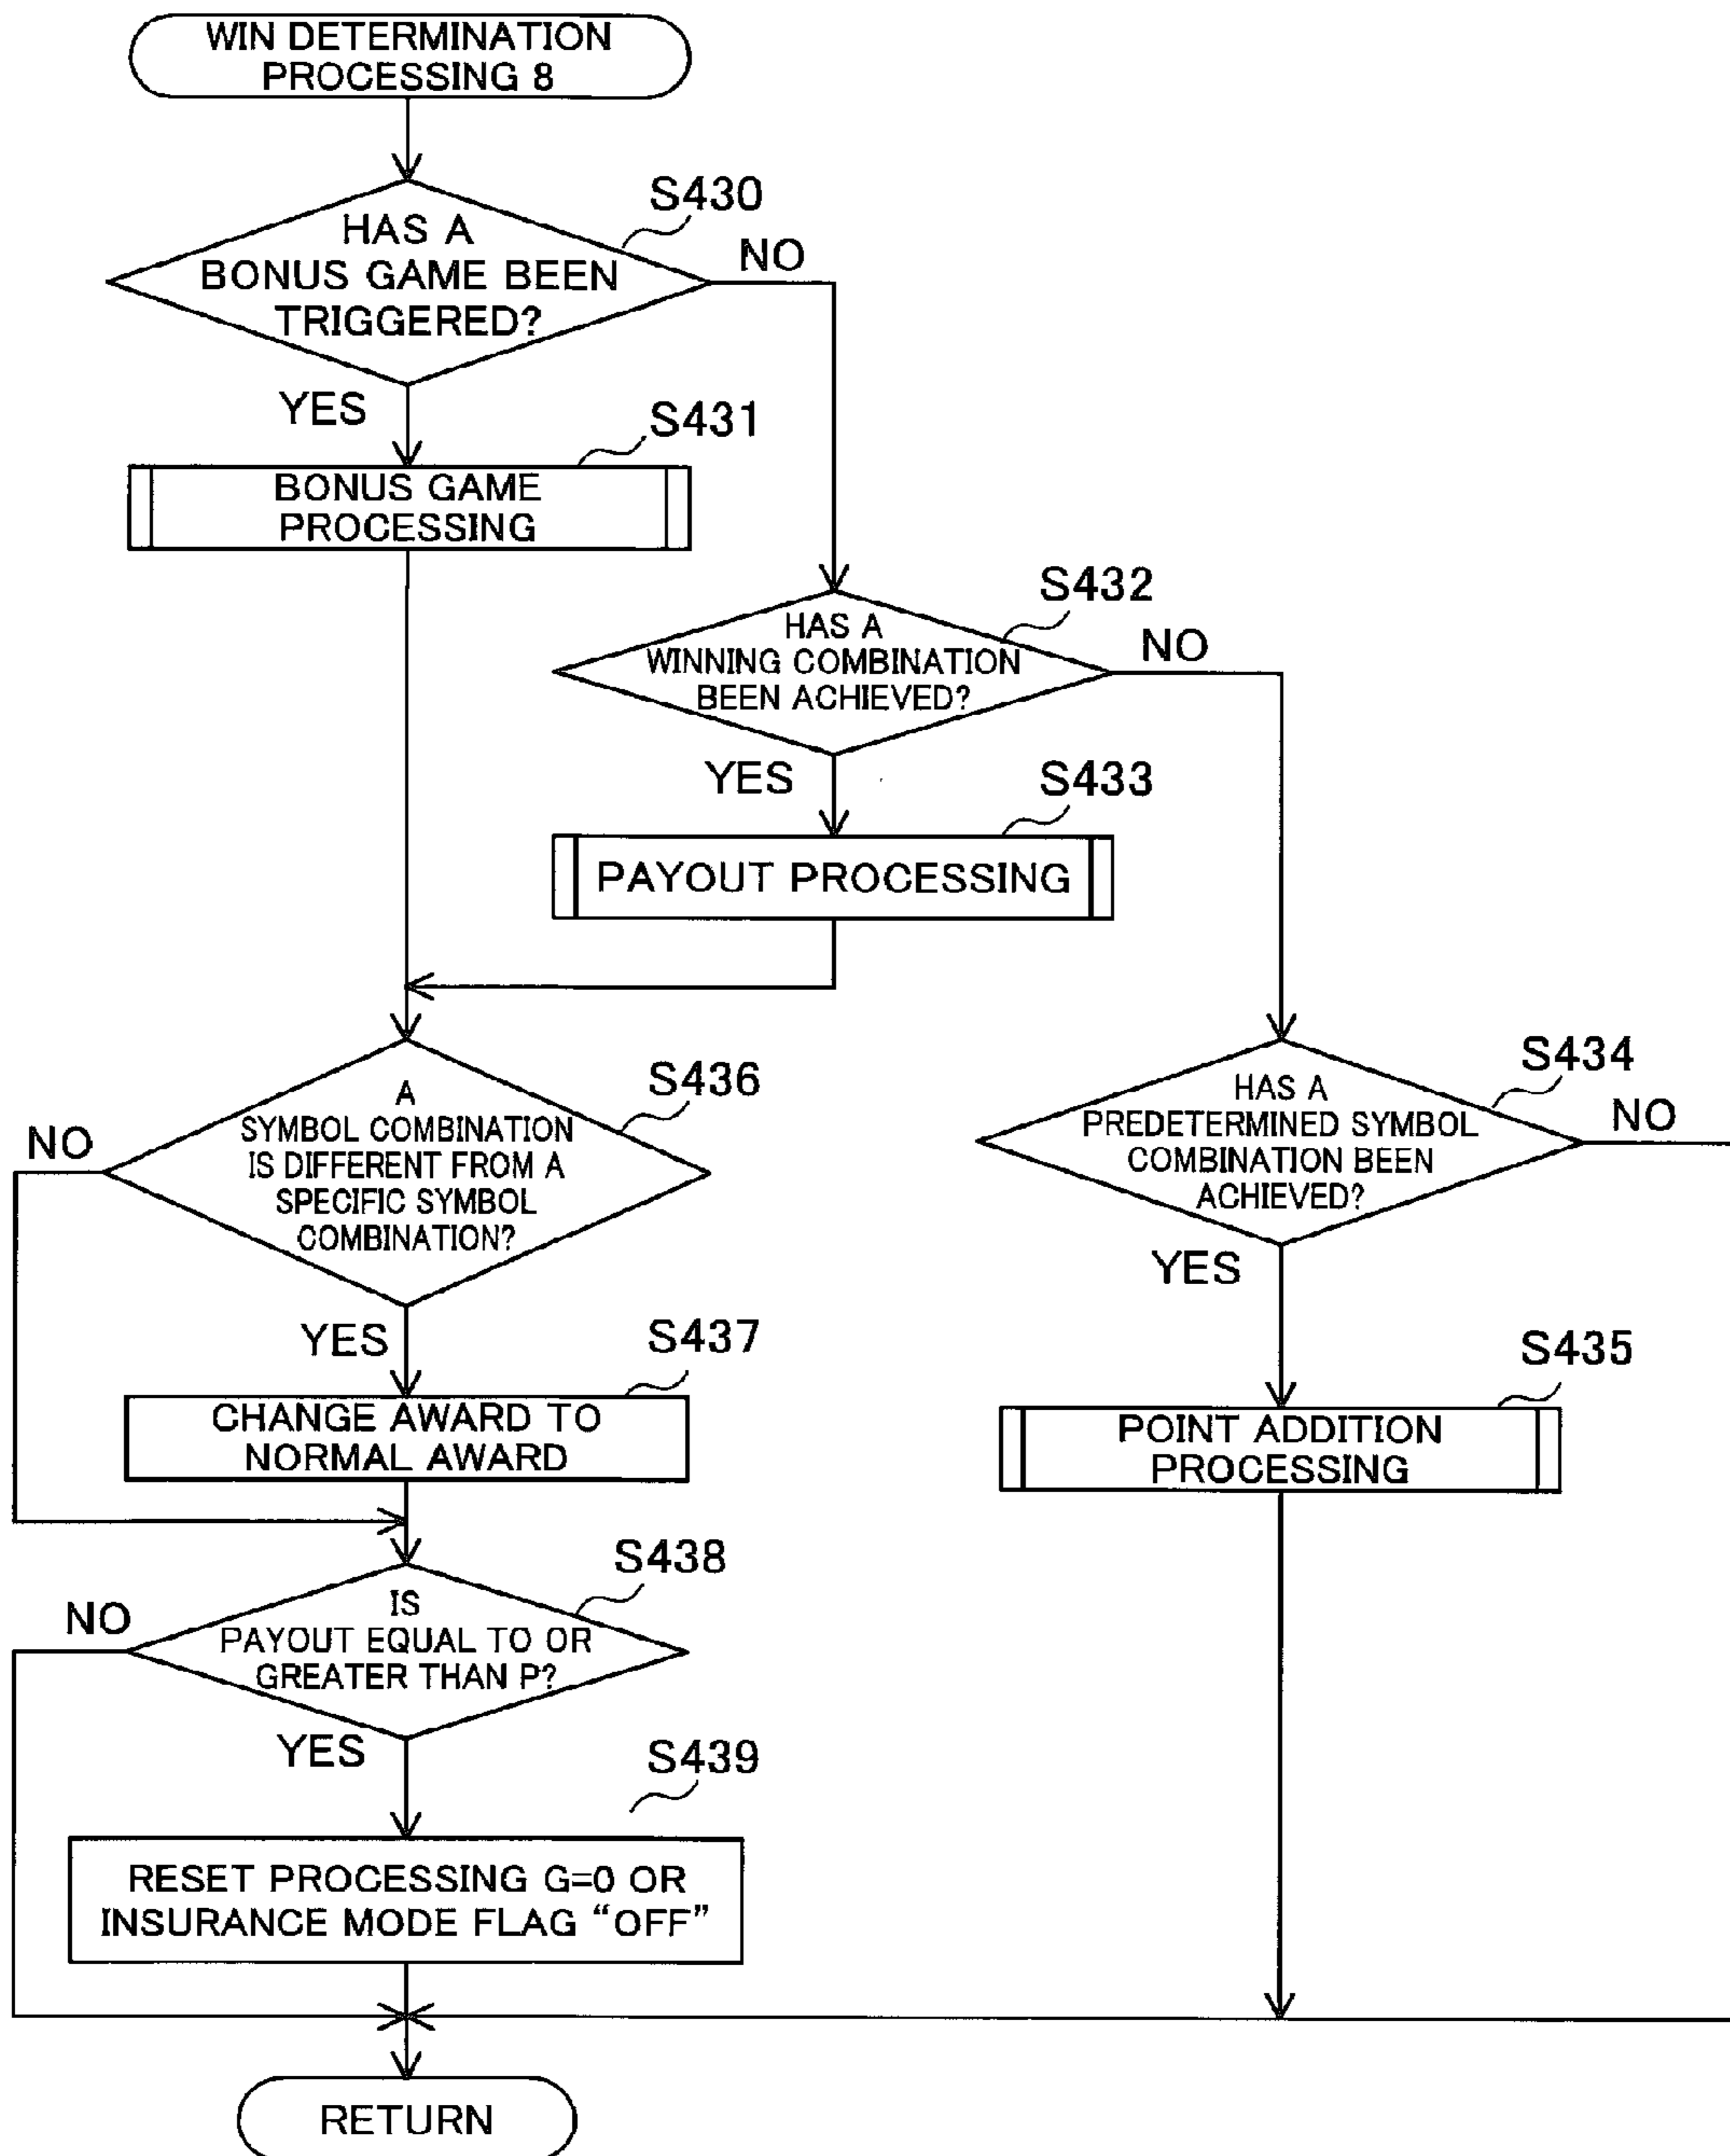 WIN DETERMINATION
PROCESSING 8
S430
HAS A
BONUS GAME BEEN
TRIGGERED?
NO
YES
S431
BONUS GAME
PROCESSING
S432
HAS A
WINNING COMBINATION
BEEN ACHIEVED?
NO
YES
S433
PAYOUT PROCESSING
S434
HAS A
PREDETERMINED SYMBOL
COMBINATION BEEN
ACHIEVED?
NO
YES
S435
POINT ADDITION
PROCESSING
S436
A
SYMBOL COMBINATION
IS DIFFERENT FROM A
SPECIFIC SYMBOL
COMBINATION?
NO
YES
S437
CHANGE AWARD TO
NORMAL AWARD
S438
IS
PAYOUT EQUAL TO OR
GREATER THAN P?
NO
YES
S439
RESET PROCESSING G=0 OR
INSURANCE MODE FLAG “OFF”
RETURN